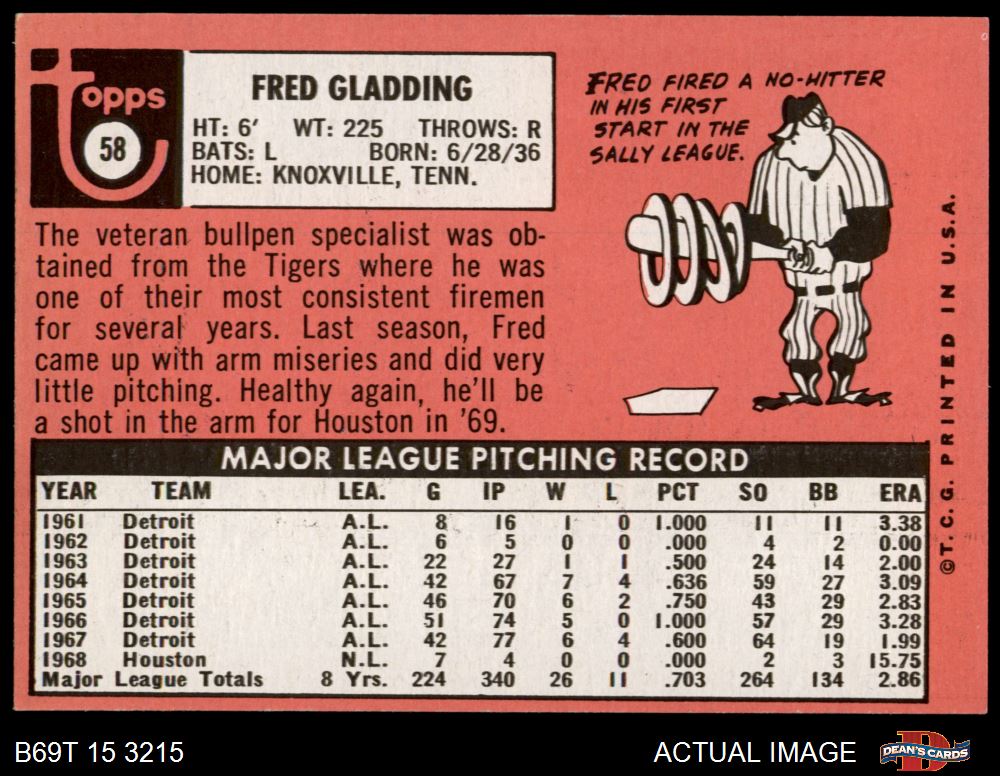 topps
58
FRED GLADDING
HT: 6' WT: 225 THROWS: R
BATS: L BORN: 6/28/36
HOME: KNOXVILLE, TENN.
FRED FIRED A NO-HITTER
IN HIS FIRST
START IN THE
SALLY LEAGUE.
The veteran bullpen specialist was ob-
tained from the Tigers where he was
one of their most consistent firemen
for several years. Last season, Fred
came up with arm miseries and did very
little pitching. Healthy again, he'll be
a shot in the arm for Houston in '69.
MAJOR LEAGUE PITCHING RECORD
YEAR TEAM LEA. G IP W L PCT SO BB ERA
1961 Detroit A.L. 8 16 1 0 1.000 11 11 3.38
1962 Detroit A.L. 6 5 0 0 .000 4 2 0.00
1963 Detroit A.L. 22 27 1 1 .500 24 14 2.00
1964 Detroit A.L. 42 67 7 4 .636 59 27 3.09
1965 Detroit A.L. 46 70 6 2 .750 43 29 2.83
1966 Detroit A.L. 51 74 5 0 1.000 57 29 3.28
1967 Detroit A.L. 42 77 6 4 .600 64 19 1.99
1968 Houston N.L. 7 4 0 0 .000 2 3 15.75
Major League Totals 8 Yrs. 224 340 26 11 .703 264 134 2.86
©T. C. G. PRINTED IN U.S.A.
B69T 15 3215
ACTUAL IMAGE
D
DEAN'S CARDS